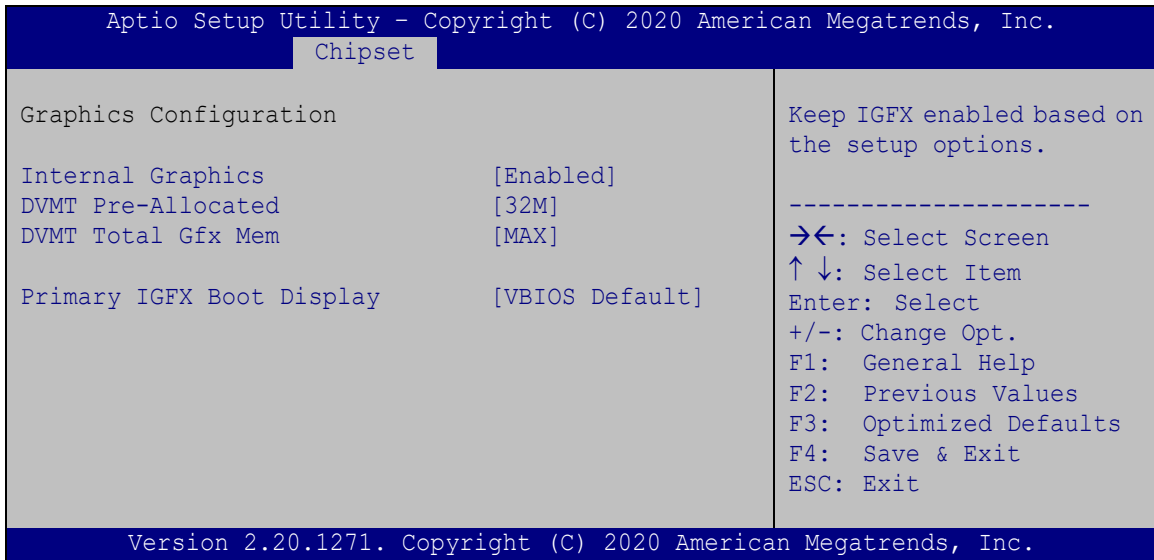 Aptio Setup Utility – Copyright (C) 2020 American Megatrends, Inc.
Chipset
Graphics Configuration
Internal Graphics [Enabled]
DVMT Pre-Allocated [32M]
DVMT Total Gfx Mem [MAX]
Primary IGFX Boot Display [VBIOS Default]
Keep IGFX enabled based on
the setup options.
---------------------
→←: Select Screen
↑ ↓: Select Item
Enter: Select
+/-: Change Opt.
F1: General Help
F2: Previous Values
F3: Optimized Defaults
F4: Save & Exit
ESC: Exit
Version 2.20.1271. Copyright (C) 2020 American Megatrends, Inc.